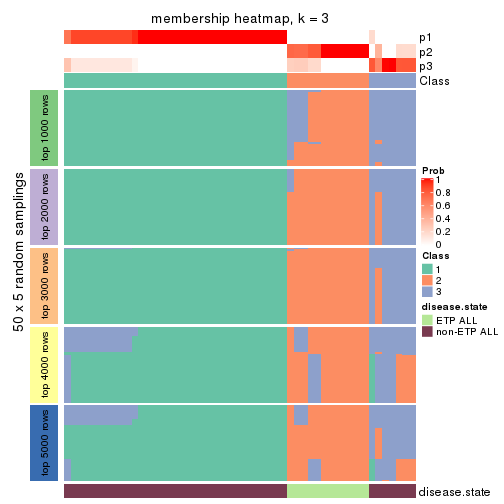 membership heatmap, k = 3
p1
p2
p3
Class
50 x 5 random samplings
top 1000 rows
top 2000 rows
top 3000 rows
top 4000 rows
top 5000 rows
Prob
1
0.8
0.6
0.4
0.2
0
Class
1
2
3
disease.state
ETP ALL
non-ETP ALL
disease.state